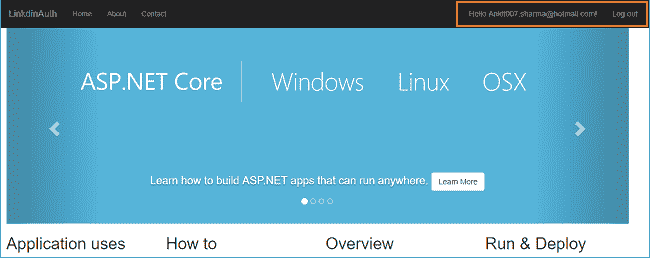 LinkdinAuth Home About Contact Hello Ankit007.sharma@hotmail.com! Log out
ASP.NET Core Windows Linux OSX
Learn how to build ASP.NET apps that can run anywhere. Learn More
Application uses How to Overview Run & Deploy